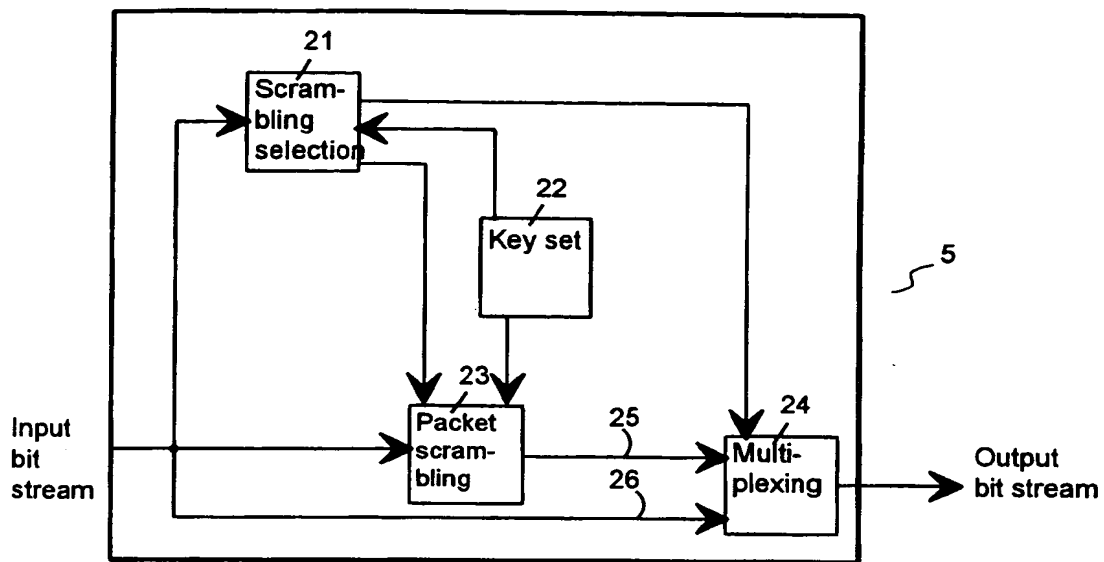 21
Scram-
bling
selection
22
Key set
5
23
Packet
scram-
bling
25
26
24
Multi-
plexing
Input
bit
stream
Output
bit stream